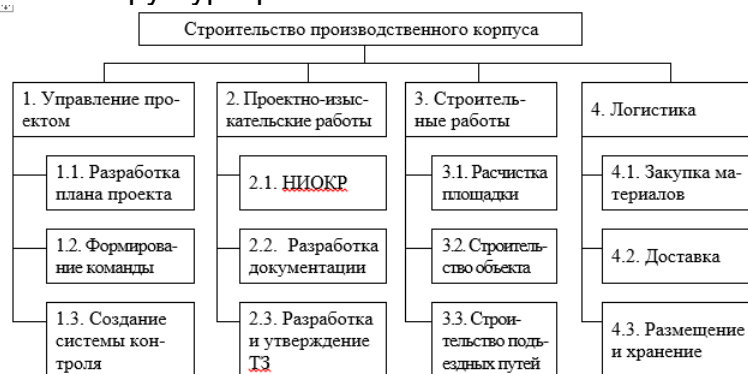 Строительство производственного корпуса
1. Управление про-
ектом
2. Проектно-изыс-
кательские работы
3. Строитель-
ные работы
4. Логистика
1.1. Разработка
плана проекта
2.1. НИОКР
3.1. Расчистка
площадки
4.1. Закупка ма-
териалов
1.2. Формирова-
ние команды
2.2. Разработка
документации
3.2. Строитель-
ство объекта
4.2. Доставка
1.3. Создание
системы кон-
троля
2.3. Разработка
и утверждение
ТЗ
3.3. Строи-
тельство подъ-
ездных путей
4.3. Размещение
и хранение